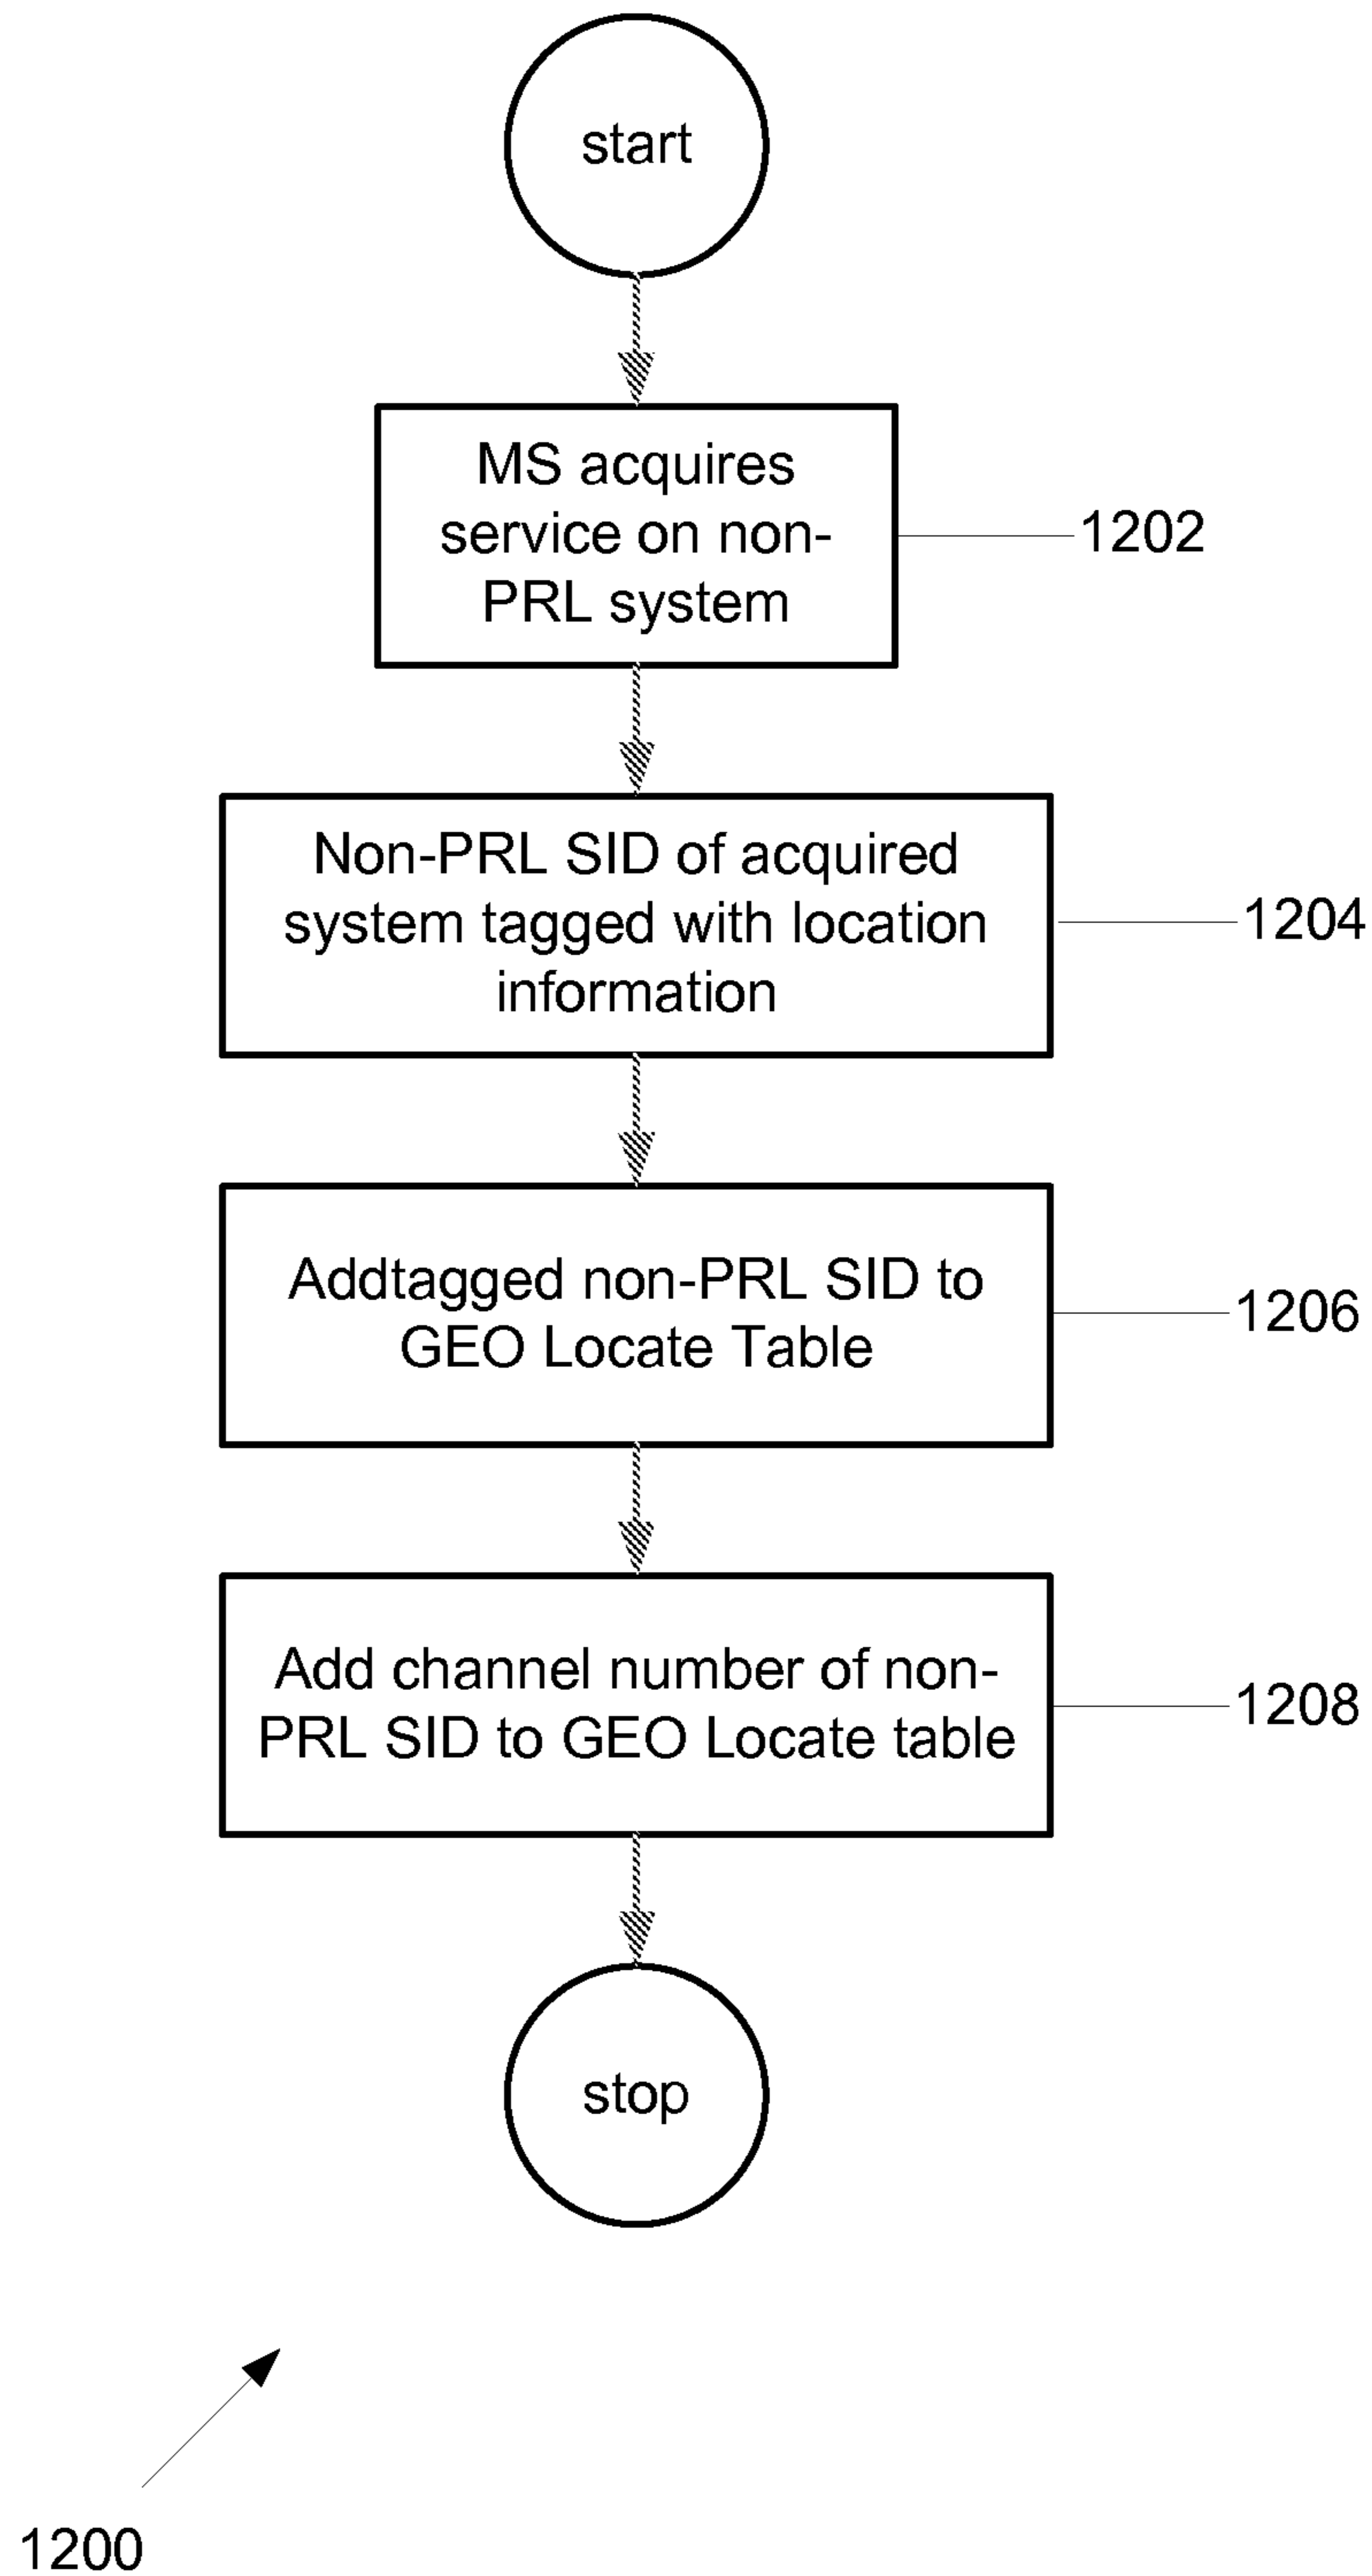 start
MS acquires
service on non-
PRL system
1202
Non-PRL SID of acquired
system tagged with location
information
1204
Addtagged non-PRL SID to
GEO Locate Table
1206
Add channel number of non-
PRL SID to GEO Locate table
1208
stop
1200